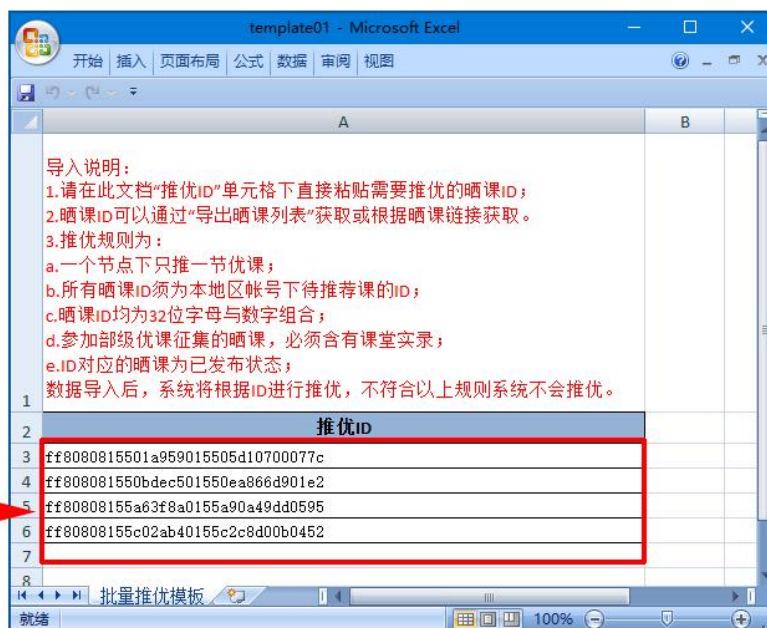 template01 - Microsoft Excel
开始 插入 页面布局 公式 数据 审阅 视图
A B
导入说明：
1.请在此文档“推优ID”单元格下直接粘贴需要推优的晒课ID；
2.晒课ID可以通过“导出晒课列表”获取或根据晒课链接获取。
3.推优规则为：
a.一个节点下只推一节优课；
b.所有晒课ID须为本地区帐号下待推荐课的ID；
c.晒课ID均为32位字母与数字组合；
d.参加部级优课征集的晒课，必须含有课堂实录；
e.ID对应的晒课为已发布状态；
1 数据导入后，系统将根据ID进行推优，不符合以上规则系统不会推优。
2 推优ID
3 ff8080815501a959015505d10700077c
4 ff808081550bdec501550ea866d901e2
5 ff80808155a63f8a0155a90a49dd0595
6 ff80808155c02ab40155c2c8d00b0452
7
8
批量推优模板
就绪 100%